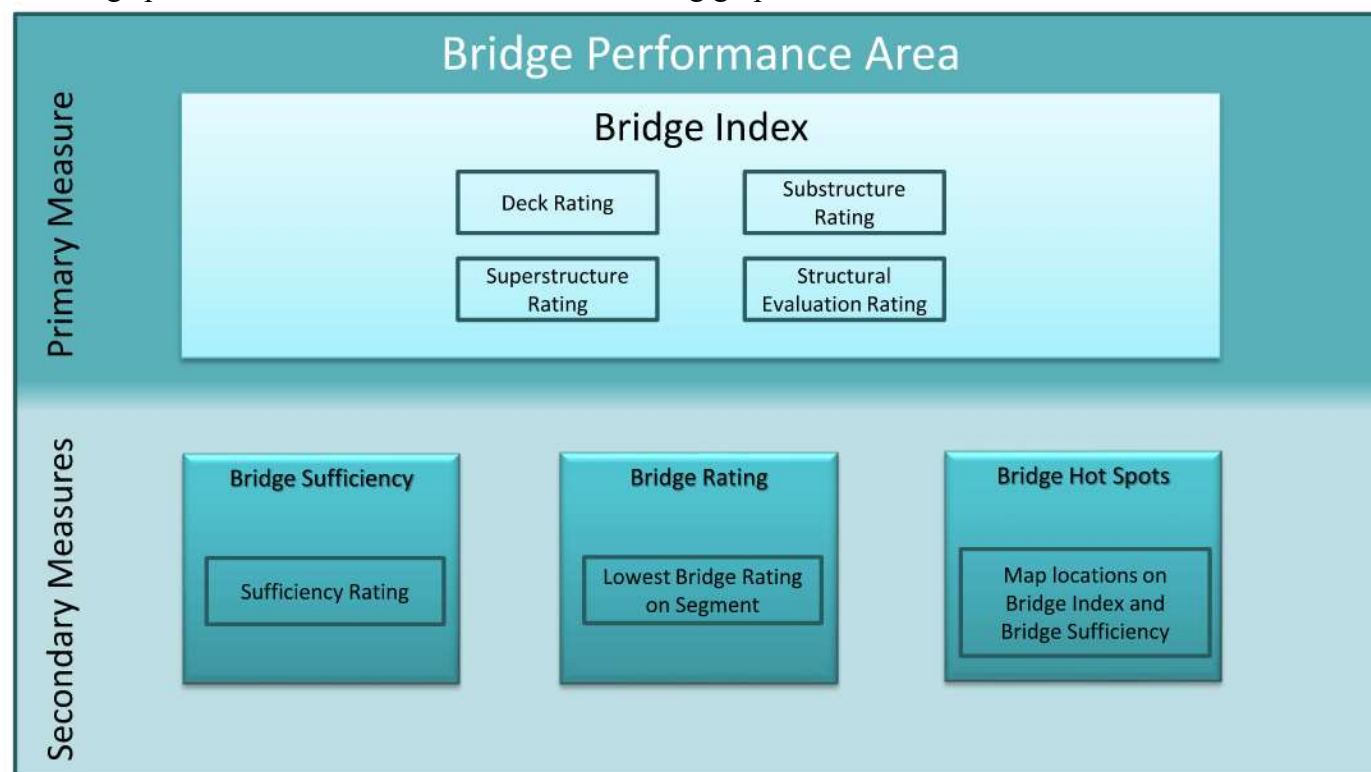 Bridge Performance Area
Primary Measure
Bridge Index
Deck Rating
Substructure
Rating
Superstructure
Rating
Structural
Evaluation Rating
Secondary Measures
Bridge Sufficiency
Sufficiency Rating
Bridge Rating
Lowest Bridge Rating
on Segment
Bridge Hot Spots
Map locations on
Bridge Index and
Bridge Sufficiency